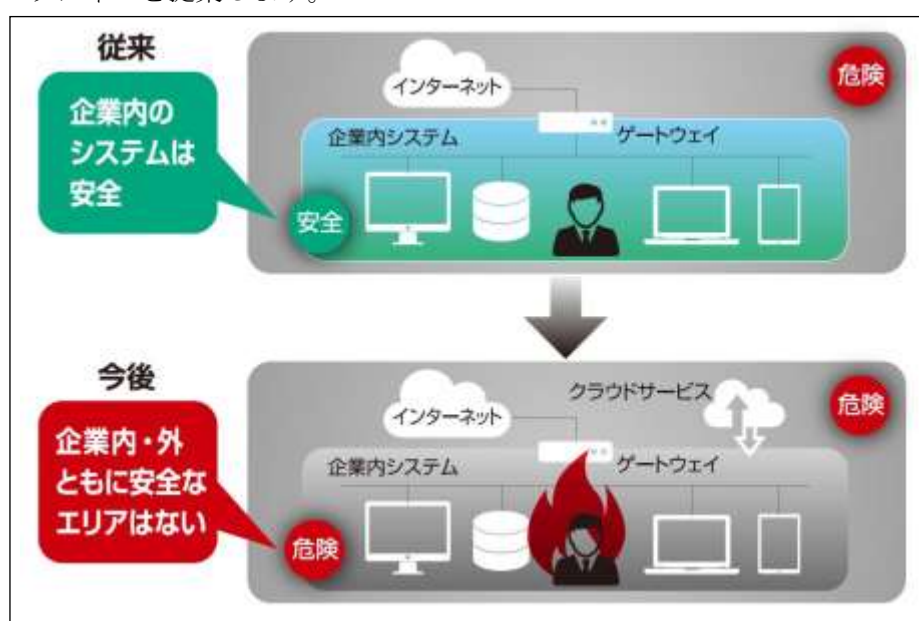 従来
企業内の
システムは
安全
インターネット
危険
企業内システム
ゲートウェイ
安全
今後
企業内・外
ともに安全な
エリアはない
インターネット
クラウドサービス
危険
企業内システム
ゲートウェイ
危険